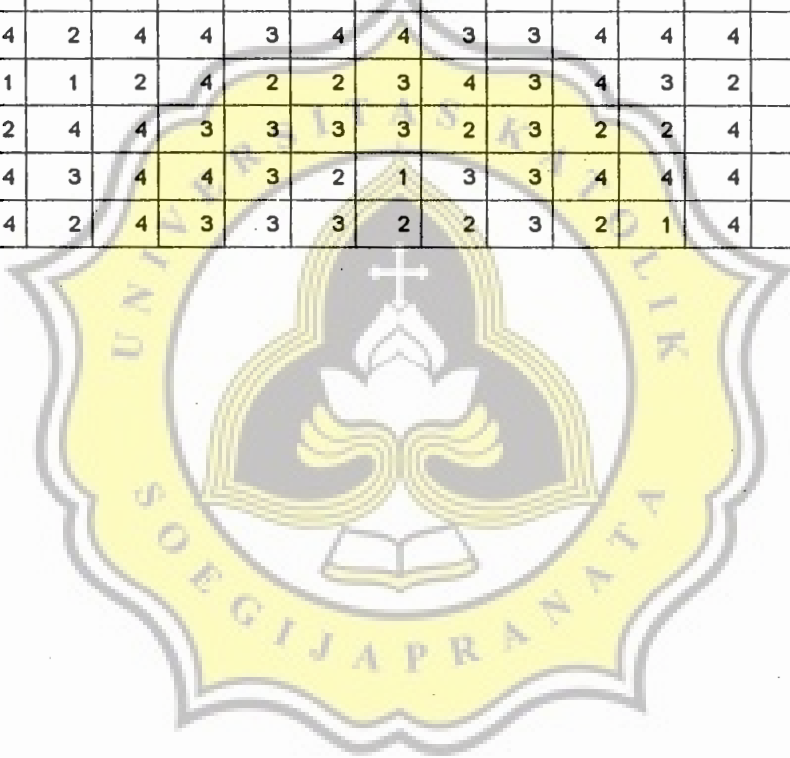 4 2 4 4 3 4 4 3 3 4 4 4
1 1 2 4 2 2 3 4 3 4 3 2
2 4 4 3 3 3 3 2 3 2 2 4
4 3 4 4 3 2 1 3 3 4 4 4
4 2 4 3 3 3 2 2 3 2 1 4
UNIVERSITAS KATOLIK
SOEGIJAPRANATA